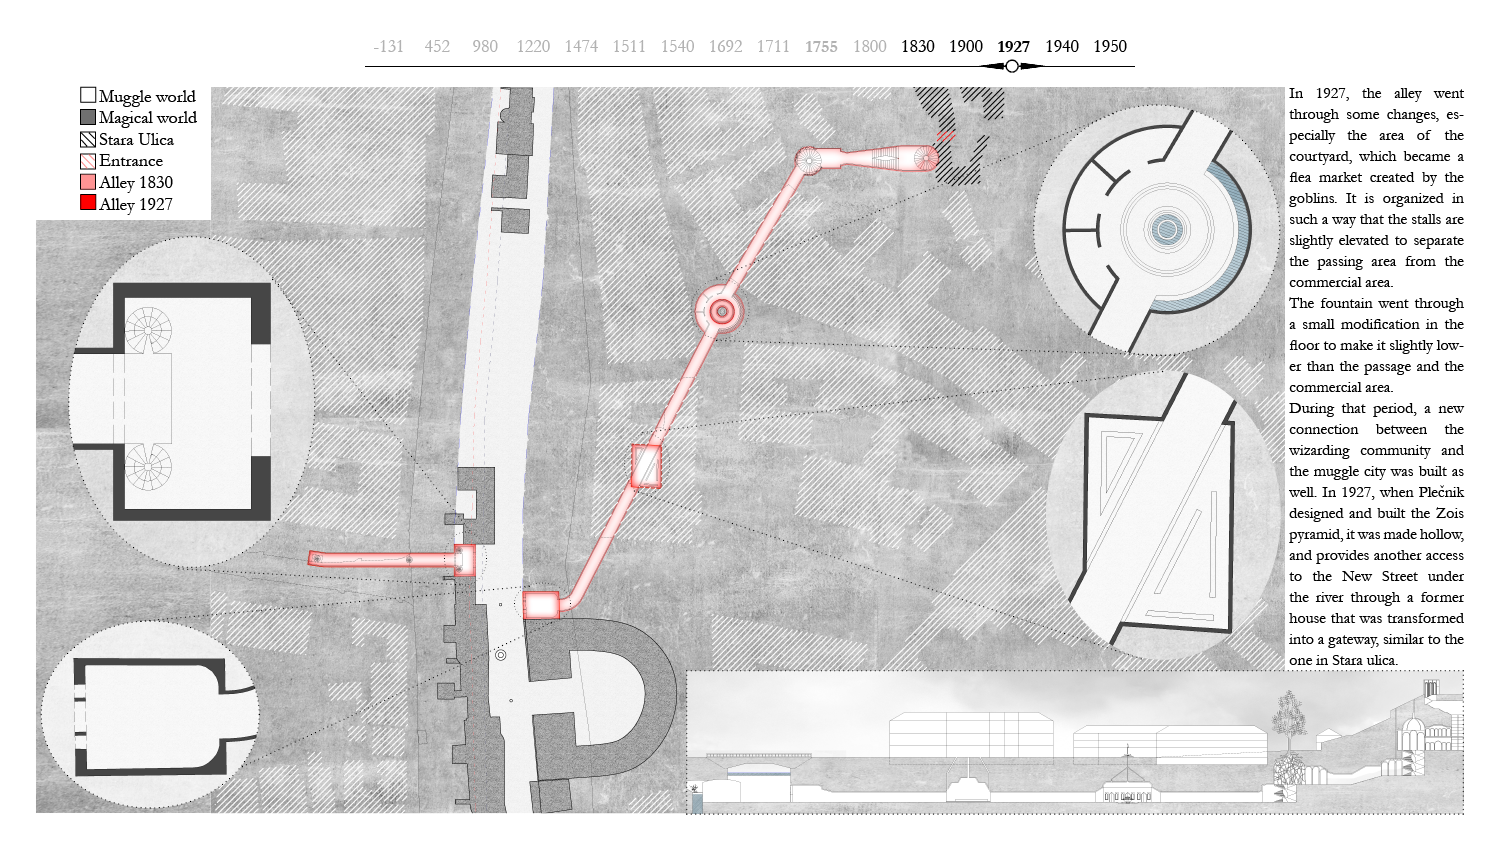 -131 452 980 1220 1474 1511 1540 1692 1711 1755 1800 1830 1900 1927 1940 1950
Muggle world
Magical world
Stara Ulica
Entrance
Alley 1830
Alley 1927
In 1927, the alley went
through some changes, es-
pecially the area of the
courtyard, which became a
flea market created by the
goblins. It is organized in
such a way that the stalls are
slightly elevated to separate
the passing area from the
commercial area.
The fountain went through
a small modification in the
floor to make it slightly low-
er than the passage and the
commercial area.
During that period, a new
connection between the
wizarding community and
the muggle city was built as
well. In 1927, when Plečnik
designed and built the Zois
pyramid, it was made hollow,
and provides another access
to the New Street under
the river through a former
house that was transformed
into a gateway, similar to the
one in Stara ulica.